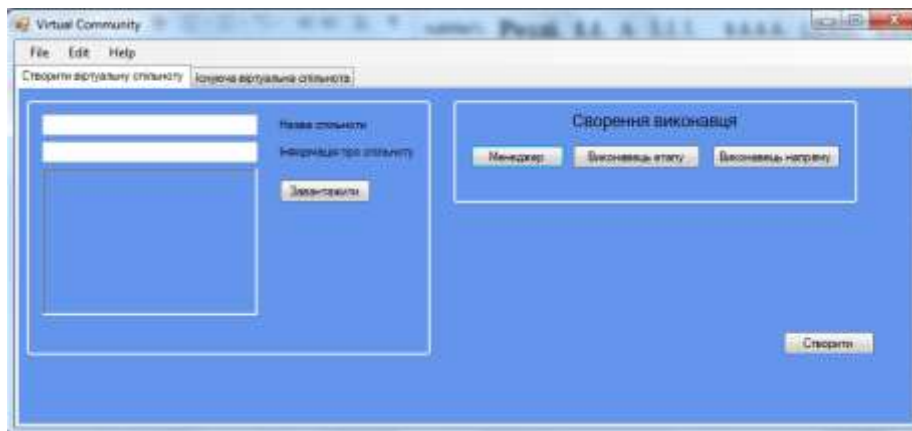 Virtual Community
File Edit Help
Створити віртуальну спільноту Існуюча віртуальна спільнота
Назва спільноти
Інформація про спільноту
Завантажити
Сворення виконавця
Менеджер Виконавець етапу Виконавець напряму
Створити